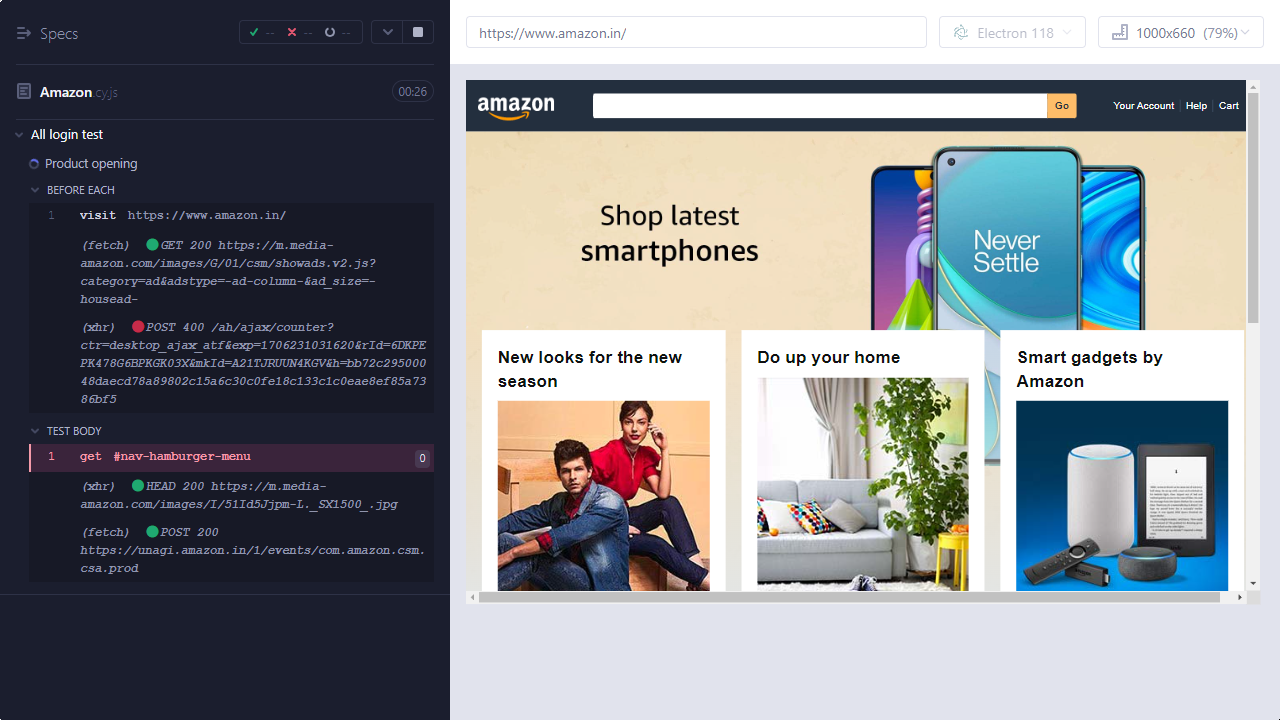 Specs
--
--
--
Amazon.cy.js
00:26
All login test
Product opening
BEFORE EACH
1 visit https://www.amazon.in/
(fetch) GET 200 https://m.media-
amazon.com/images/G/01/csm/showads.v2.js?
category=ad&adstype=-ad-column-&ad_size=-
housead-
(xhr) POST 400 /ah/ajax/counter?
ctr=desktop_ajax_atf&exp=1706231031620&rId=6DKPE
PK478G6BPKGK03X&mkId=A21TJRUUN4KGV&h=bb72c295000
48daecd78a89802c15a6c30c0fe18c133c1c0eae8ef85a73
86bf5
TEST BODY
1 get #nav-hamburger-menu 0
(xhr) HEAD 200 https://m.media-
amazon.com/images/I/51Id5Jjpm-L._SX1500_.jpg
(fetch) POST 200
https://unagi.amazon.in/1/events/com.amazon.csm.
csa.prod
https://www.amazon.in/
Electron 118
1000x660 (79%)
amazon
Go
Your Account | Help | Cart
Shop latest
smartphones
Never
Settle
New looks for the new
season
Do up your home
Smart gadgets by
Amazon